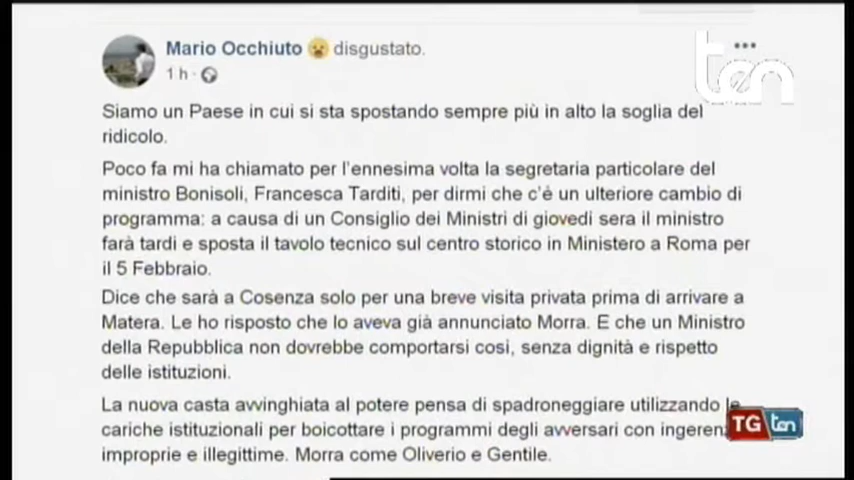 Mario Occhiuto disgustato.
1 h
ten
Siamo un Paese in cui si sta spostando sempre più in alto la soglia del
ridicolo.
Poco fa mi ha chiamato per l'ennesima volta la segretaria particolare del
ministro Bonisoli, Francesca Tarditi, per dirmi che c'è un ulteriore cambio di
programma: a causa di un Consiglio dei Ministri di giovedì sera il ministro
farà tardi e sposta il tavolo tecnico sul centro storico in Ministero a Roma per
il 5 Febbraio.
Dice che sarà a Cosenza solo per una breve visita privata prima di arrivare a
Matera. Le ho risposto che lo aveva già annunciato Morra. E che un Ministro
della Repubblica non dovrebbe comportarsi così, senza dignità e rispetto
delle istituzioni.
La nuova casta avvinghiata al potere pensa di spadroneggiare utilizzando le
cariche istituzionali per boicottare i programmi degli avversari con
improprie e illegittime. Morra come Oliverio e Gentile.
TG ten